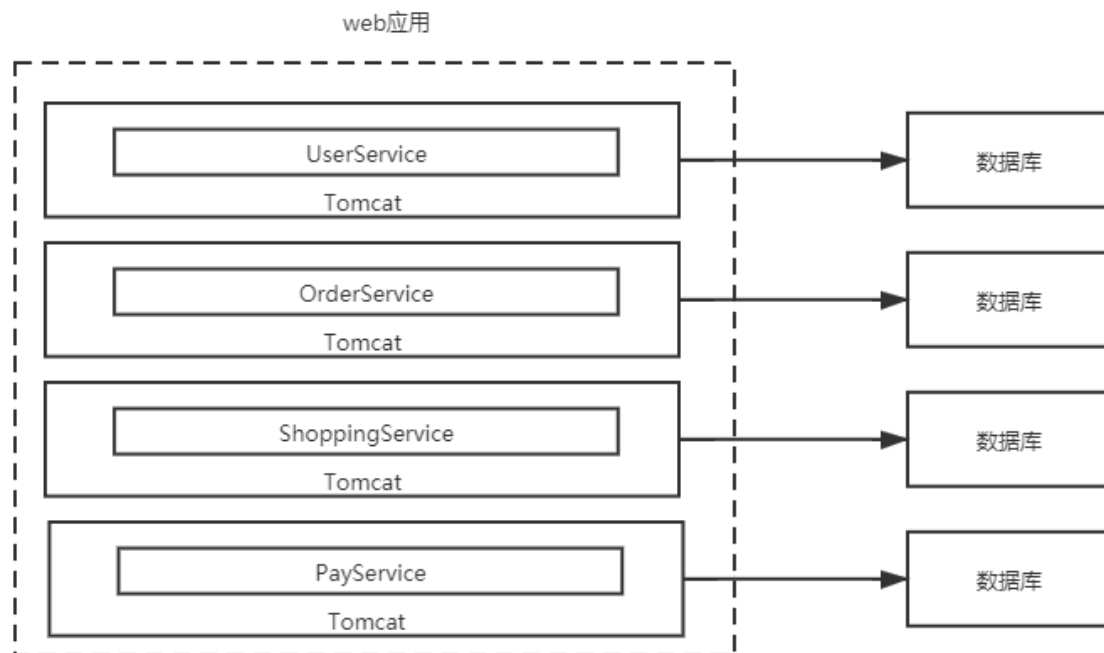 web应用
UserService
数据库
Tomcat
OrderService
数据库
Tomcat
ShoppingService
数据库
Tomcat
PayService
数据库
Tomcat